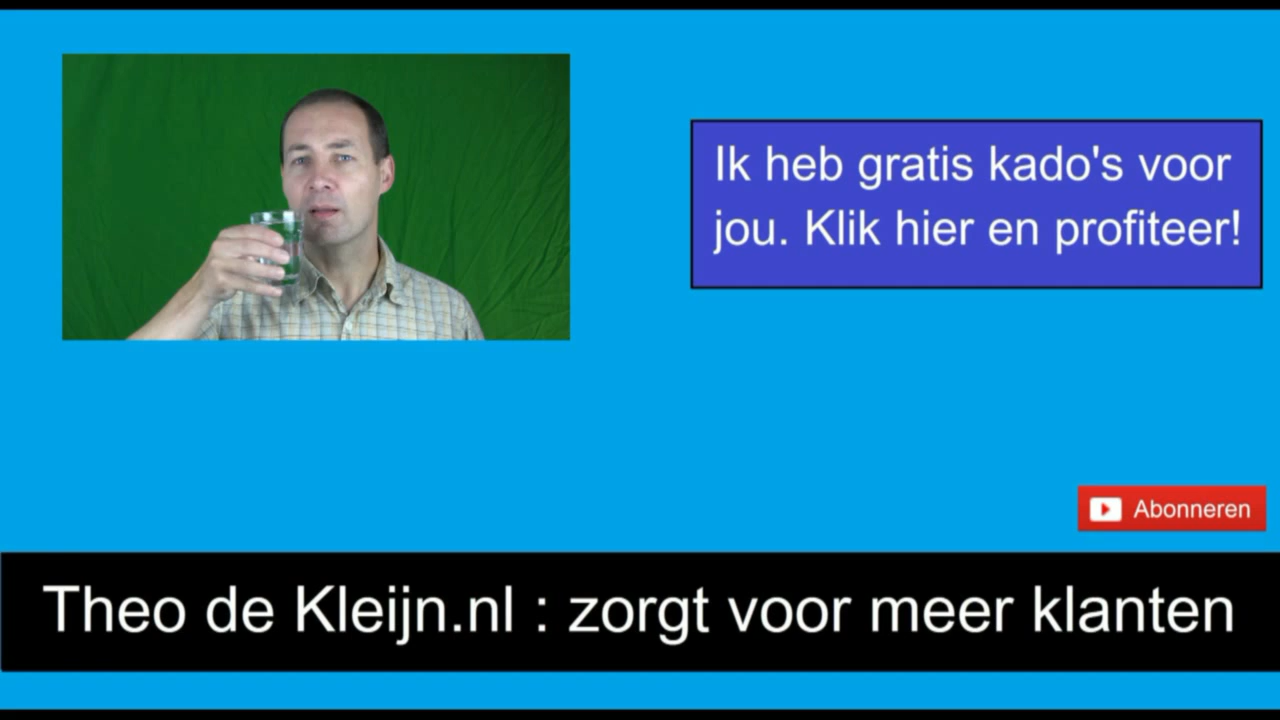 Ik heb gratis kado's voor
jou. Klik hier en profiteer!
Abonneren
Theo de Kleijn.nl : zorgt voor meer klanten